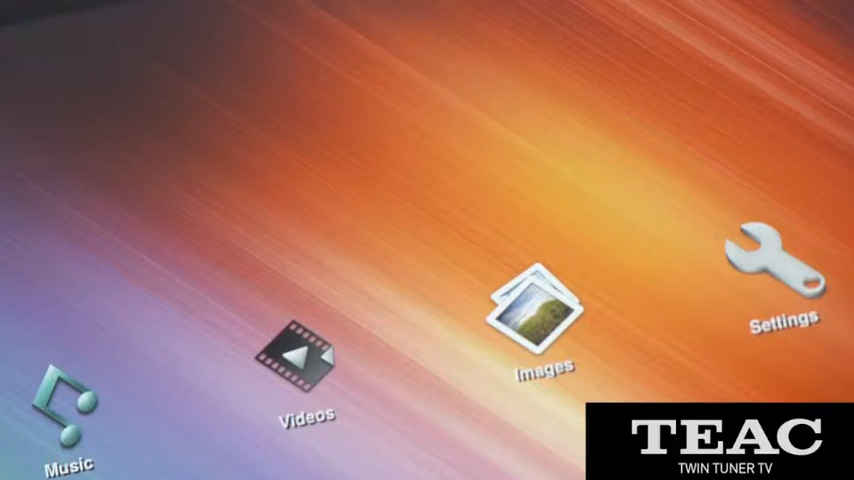 Settings
Images
Videos
Music
TEAC
TWIN TUNER TV